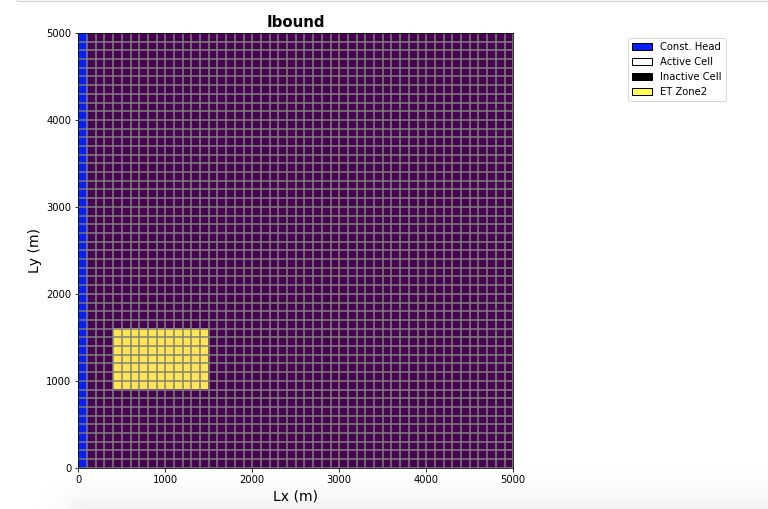 Ibound
5000
4000
3000
2000
1000
0
Ly (m)
0 1000 2000 3000 4000 5000
Lx (m)
Const. Head
Active Cell
Inactive Cell
ET Zone2